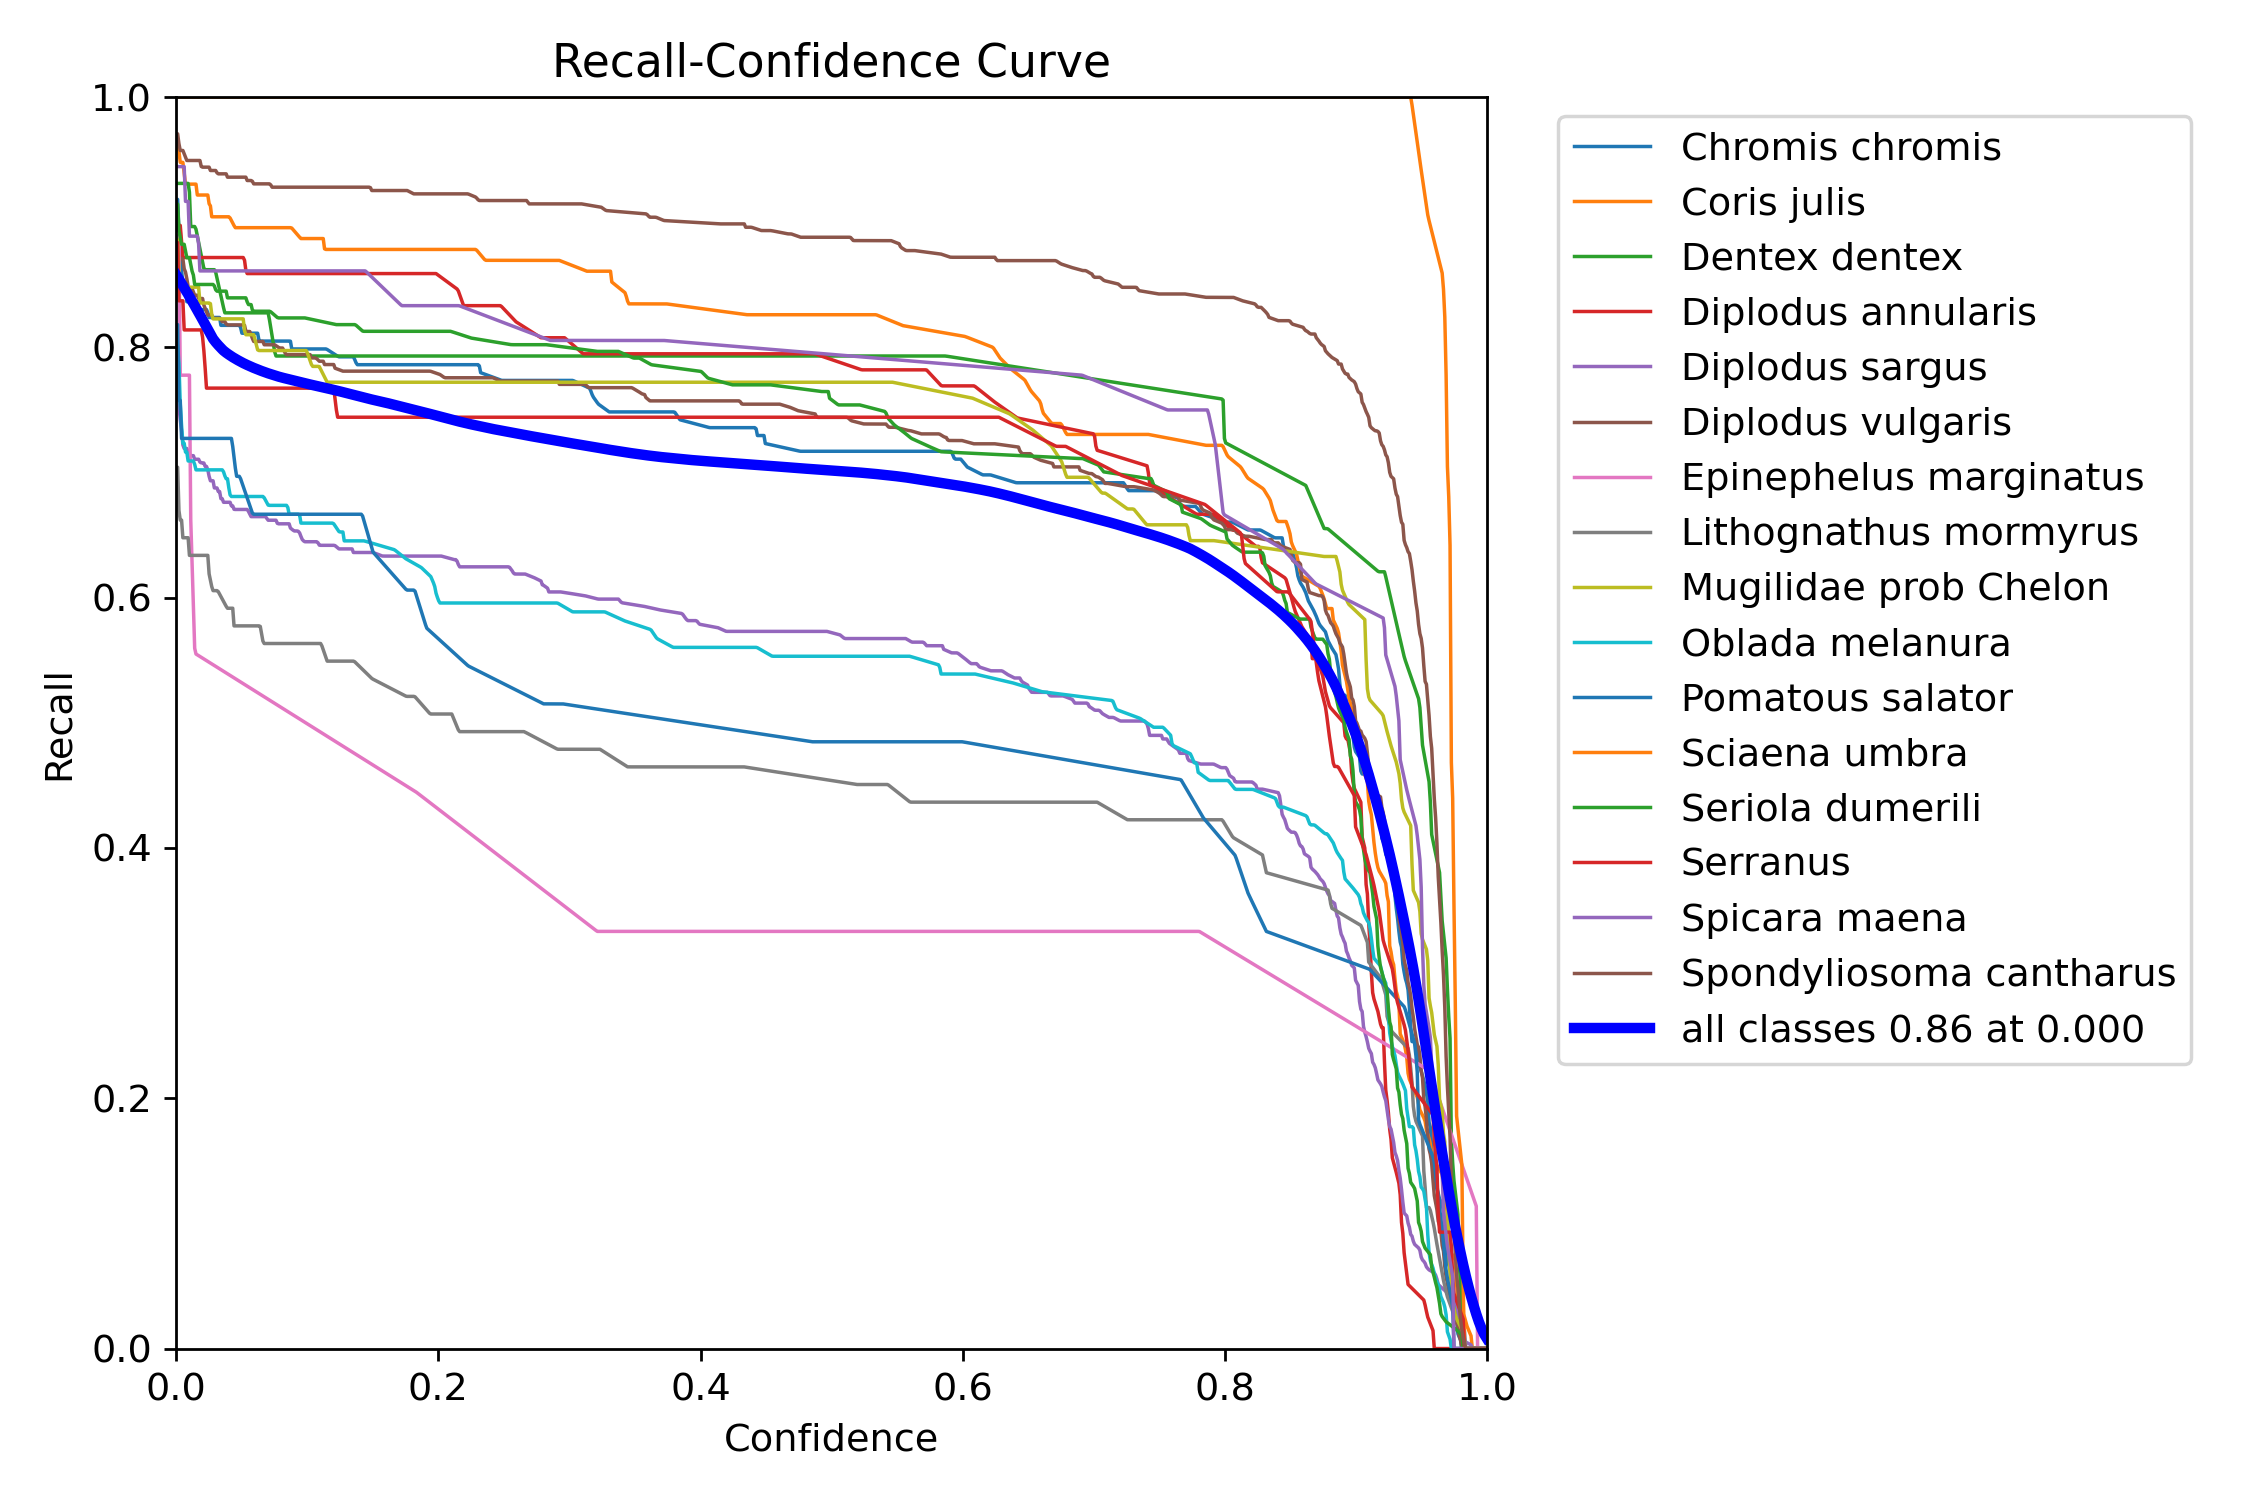 Recall-Confidence Curve
1.0
0.8
0.6
0.4
0.2
0.0
Recall
0.0 0.2 0.4 0.6 0.8 1.0
Confidence
Chromis chromis
Coris julis
Dentex dentex
Diplodus annularis
Diplodus sargus
Diplodus vulgaris
Epinephelus marginatus
Lithognathus mormyrus
Mugilidae prob Chelon
Oblada melanura
Pomatous salator
Sciaena umbra
Seriola dumerili
Serranus
Spicara maena
Spondyliosoma cantharus
all classes 0.86 at 0.000